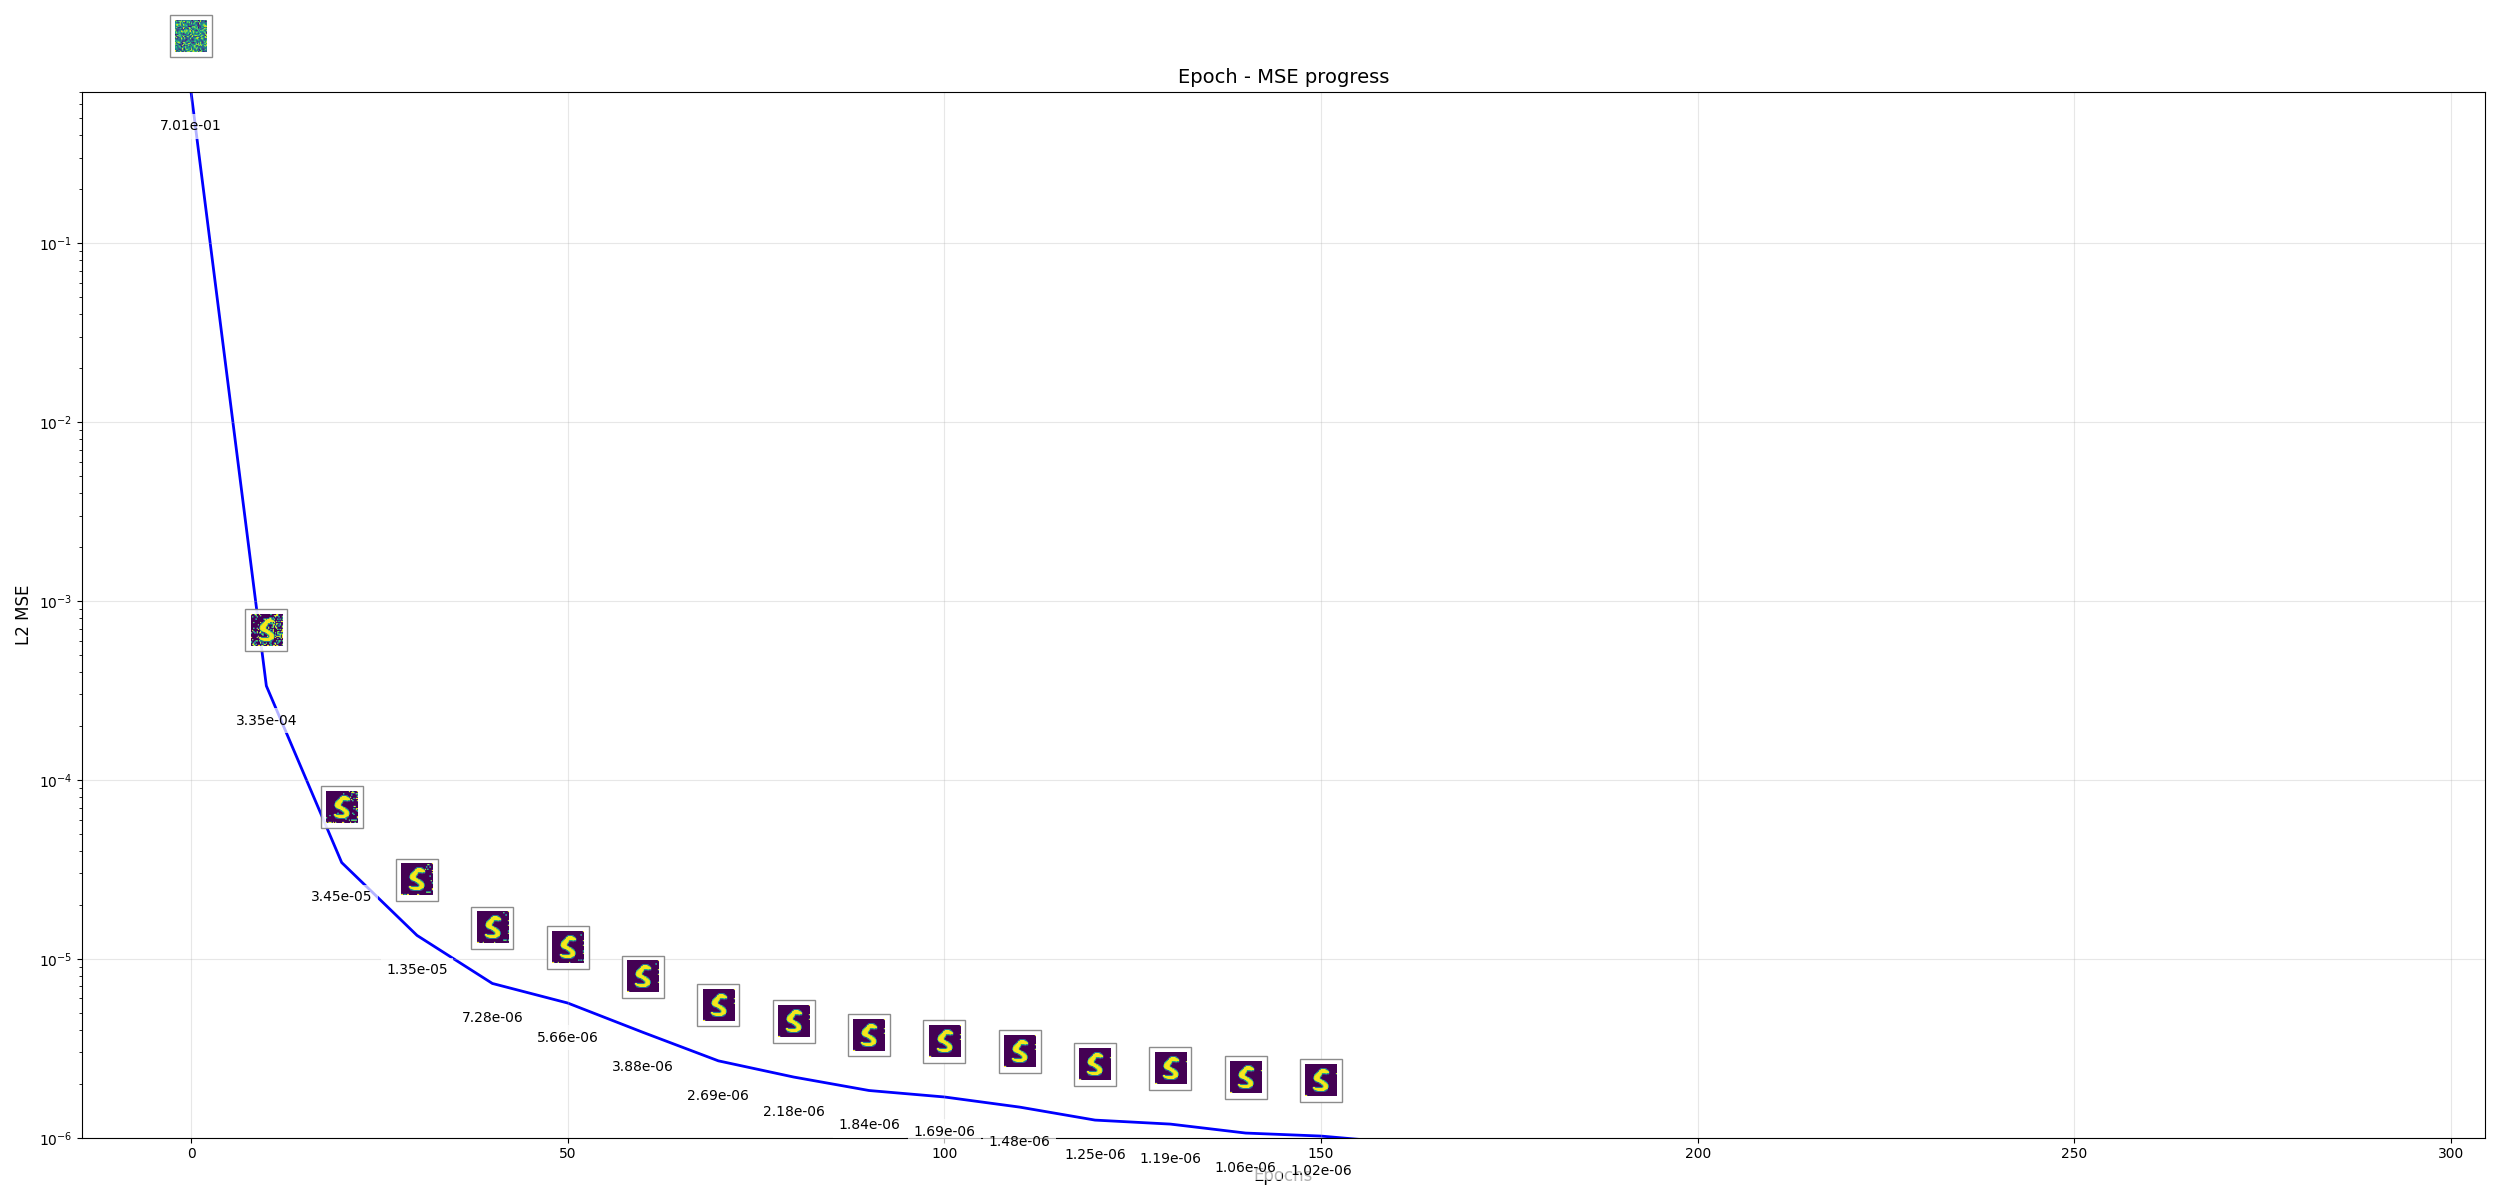 Epoch - MSE progress
7.01e-01
10⁻¹
10⁻²
L2 MSE
10⁻³
3.35e-04
10⁻⁴
3.45e-05
10⁻⁵
1.35e-05
7.28e-06
5.66e-06
3.88e-06
2.69e-06
2.18e-06
1.84e-06
1.69e-06
1.48e-06
10⁻⁶
1.25e-06
1.19e-06
1.06e-06
1.02e-06
0 50 100 150 200 250 300
Epochs